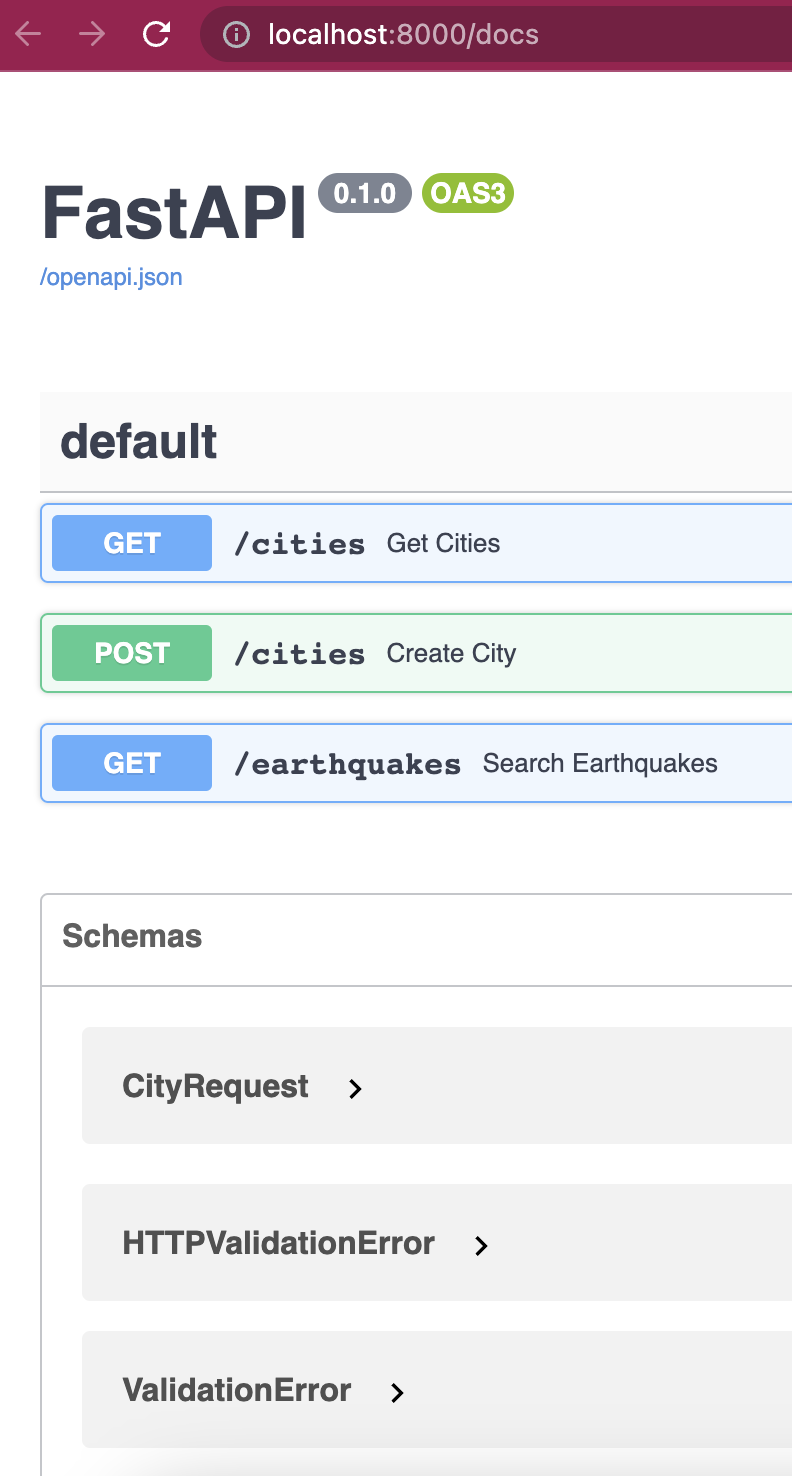 localhost:8000/docs
FastAPI 0.1.0 OAS3
/openapi.json
default
GET /cities Get Cities
POST /cities Create City
GET /earthquakes Search Earthquakes
Schemas
CityRequest
HTTPValidationError
ValidationError